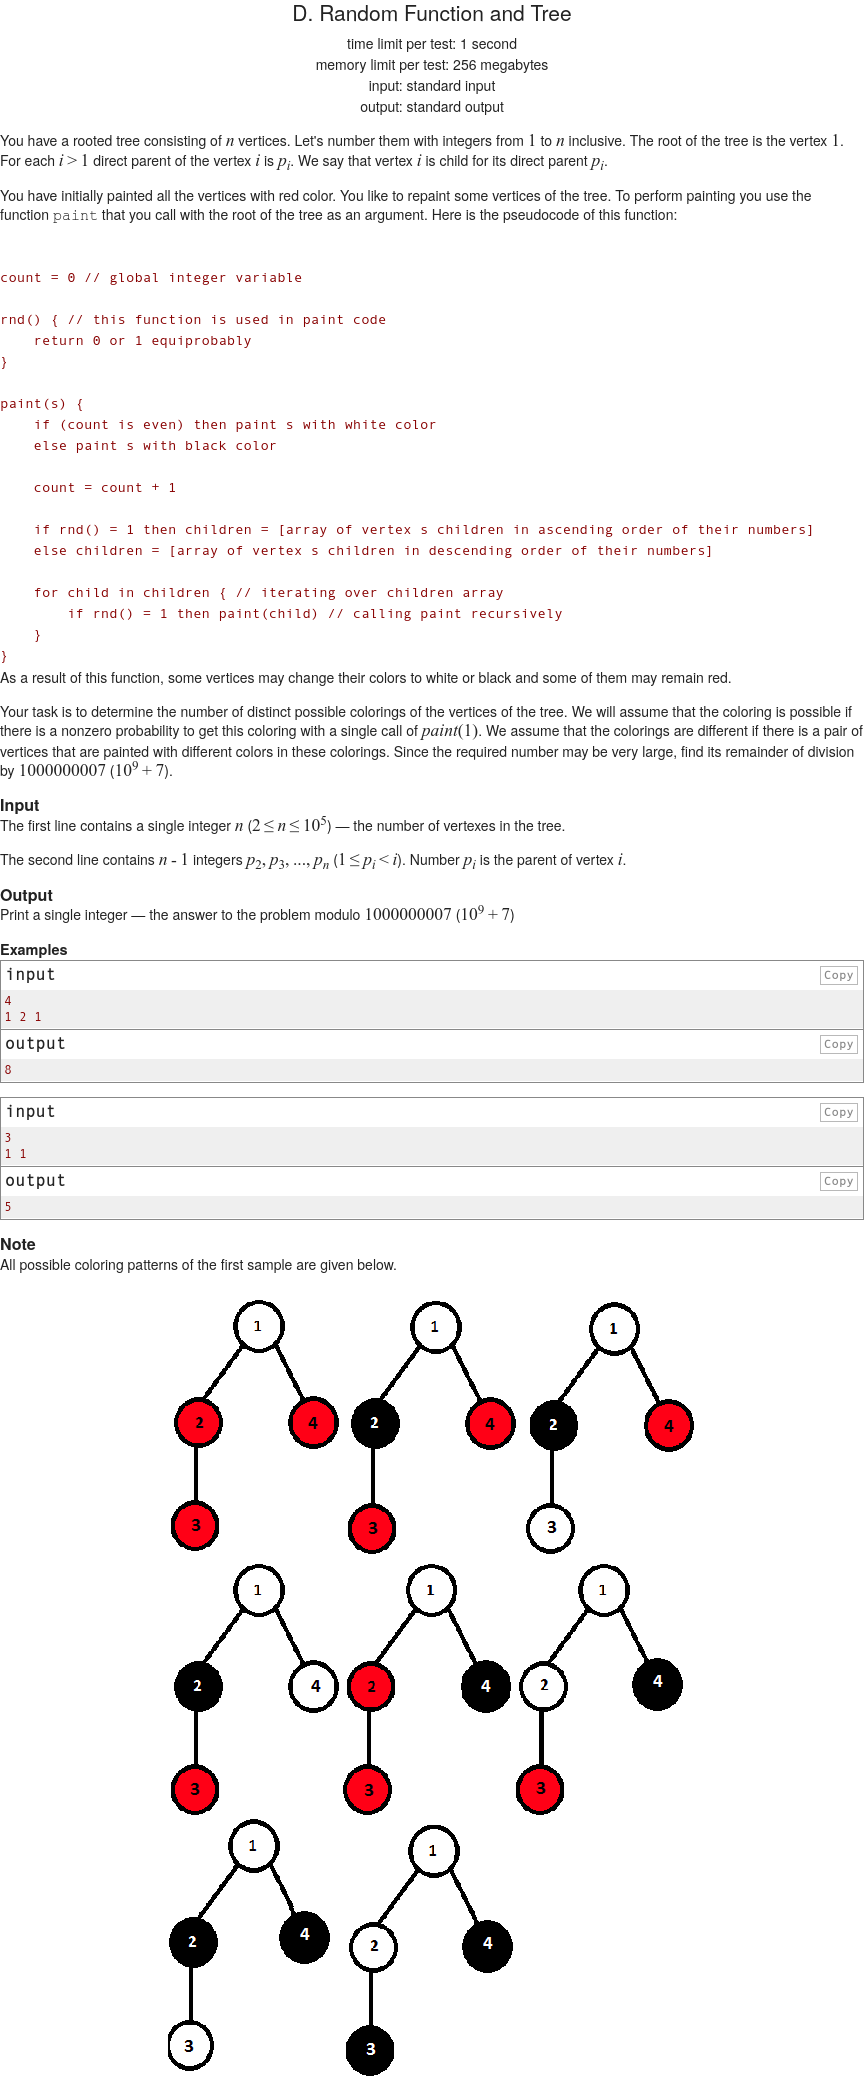 D. Random Function and Tree
time limit per test: 1 second
memory limit per test: 256 megabytes
input: standard input
output: standard output
You have a rooted tree consisting of n vertices. Let's number them with integers from 1 to n inclusive. The root of the tree is the vertex 1.
For each i > 1 direct parent of the vertex i is p_i. We say that vertex i is child for its direct parent p_i.
You have initially painted all the vertices with red color. You like to repaint some vertices of the tree. To perform painting you use the
function paint that you call with the root of the tree as an argument. Here is the pseudocode of this function:
count = 0 // global integer variable
rnd() { // this function is used in paint code
    return 0 or 1 equiprobably
}
paint(s) {
    if (count is even) then paint s with white color
    else paint s with black color
    count = count + 1
    if rnd() = 1 then children = [array of vertex s children in ascending order of their numbers]
    else children = [array of vertex s children in descending order of their numbers]
    for child in children { // iterating over children array
        if rnd() = 1 then paint(child) // calling paint recursively
    }
}
As a result of this function, some vertices may change their colors to white or black and some of them may remain red.
Your task is to determine the number of distinct possible colorings of the vertices of the tree. We will assume that the coloring is possible if
there is a nonzero probability to get this coloring with a single call of paint(1). We assume that the colorings are different if there is a pair of
vertices that are painted with different colors in these colorings. Since the required number may be very large, find its remainder of division
by 1000000007 (10^9 + 7).
Input
The first line contains a single integer n (2 ≤ n ≤ 10^5) — the number of vertexes in the tree.
The second line contains n - 1 integers p_2, p_3, ..., p_n (1 ≤ p_i < i). Number p_i is the parent of vertex i.
Output
Print a single integer — the answer to the problem modulo 1000000007 (10^9 + 7)
Examples
input Copy
4
1 2 1
output Copy
8
input Copy
3
1 1
output Copy
5
Note
All possible coloring patterns of the first sample are given below.
1 1 1
2 4 2 4 2 4
3 3 3
1 1 1
2 4 2 4 2 4
3 3 3
1 1
2 4 2 4
3 3